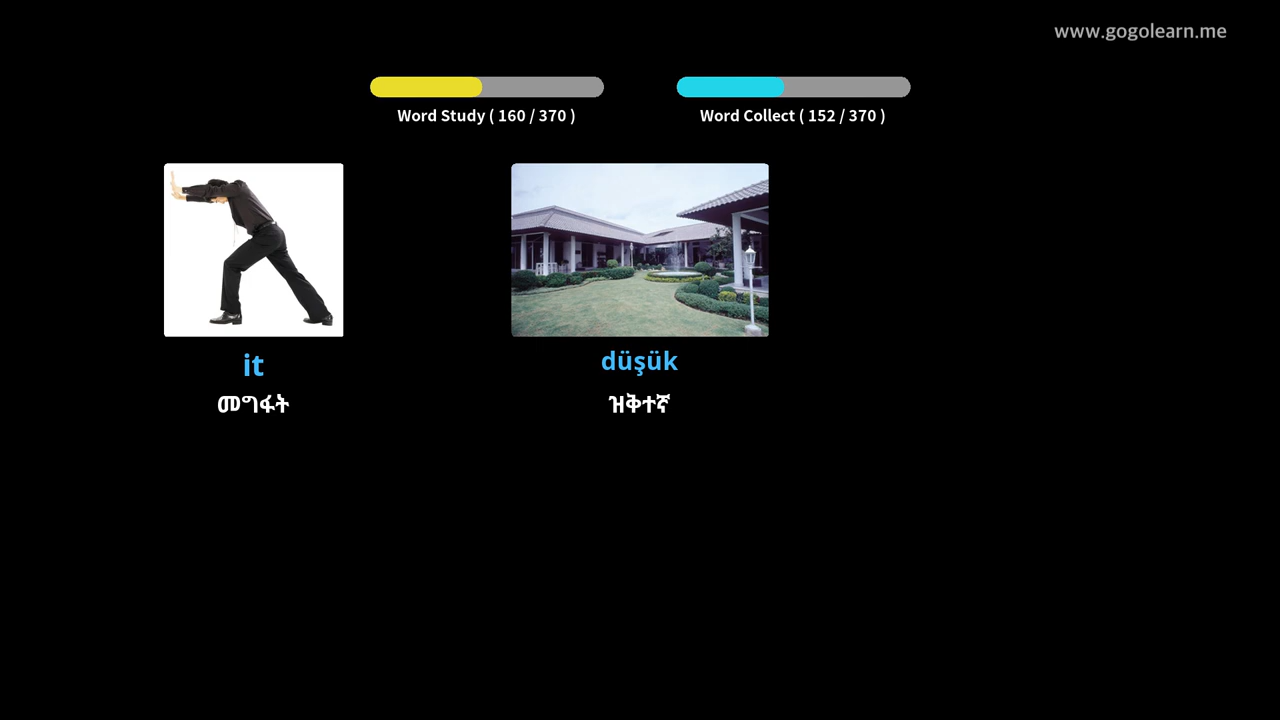 www.gogolearn.me
Word Study ( 160 / 370 )
Word Collect ( 152 / 370 )
it
መግፋት
düşük
ዝቅተኛ